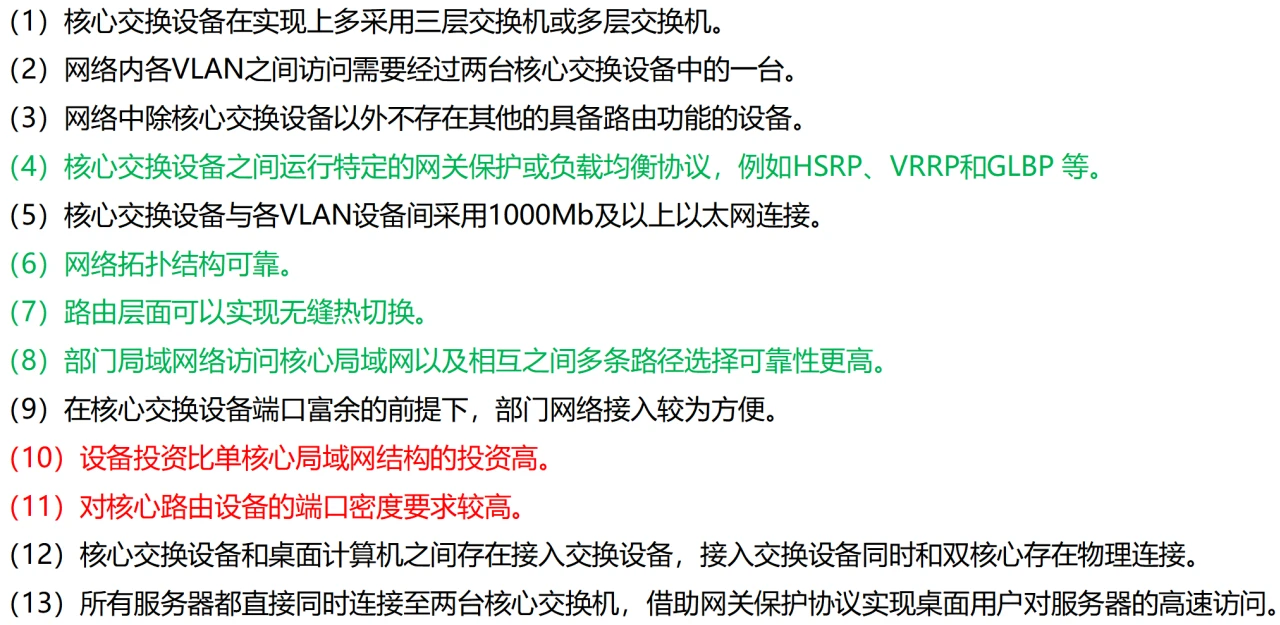 （1）核心交换设备在实现上多采用三层交换机或多层交换机。
（2）网络内各VLAN之间访问需要经过两台核心交换设备中的一台。
（3）网络中除核心交换设备以外不存在其他的具备路由功能的设备。
（4）核心交换设备之间运行特定的网关保护或负载均衡协议，例如HSRP、VRRP和GLBP 等。
（5）核心交换设备与各VLAN设备间采用1000Mb及以上以太网连接。
（6）网络拓扑结构可靠。
（7）路由层面可以实现无缝热切换。
（8）部门局域网络访问核心局域网以及相互之间多条路径选择可靠性更高。
（9）在核心交换设备端口富余的前提下，部门网络接入较为方便。
（10）设备投资比单核心局域网结构的投资高。
（11）对核心路由设备的端口密度要求较高。
（12）核心交换设备和桌面计算机之间存在接入交换设备，接入交换设备同时和双核心存在物理连接。
（13）所有服务器都直接同时连接至两台核心交换机，借助网关保护协议实现桌面用户对服务器的高速访问。